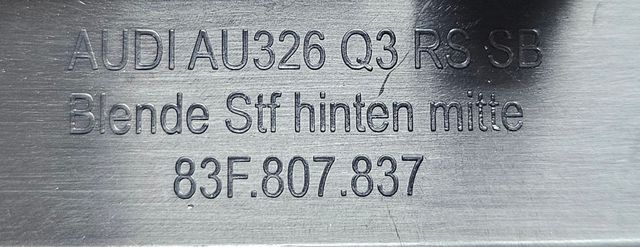 AUDI AU326 Q3 RS SB
Blende Stf hinten mitte
83F.807.837